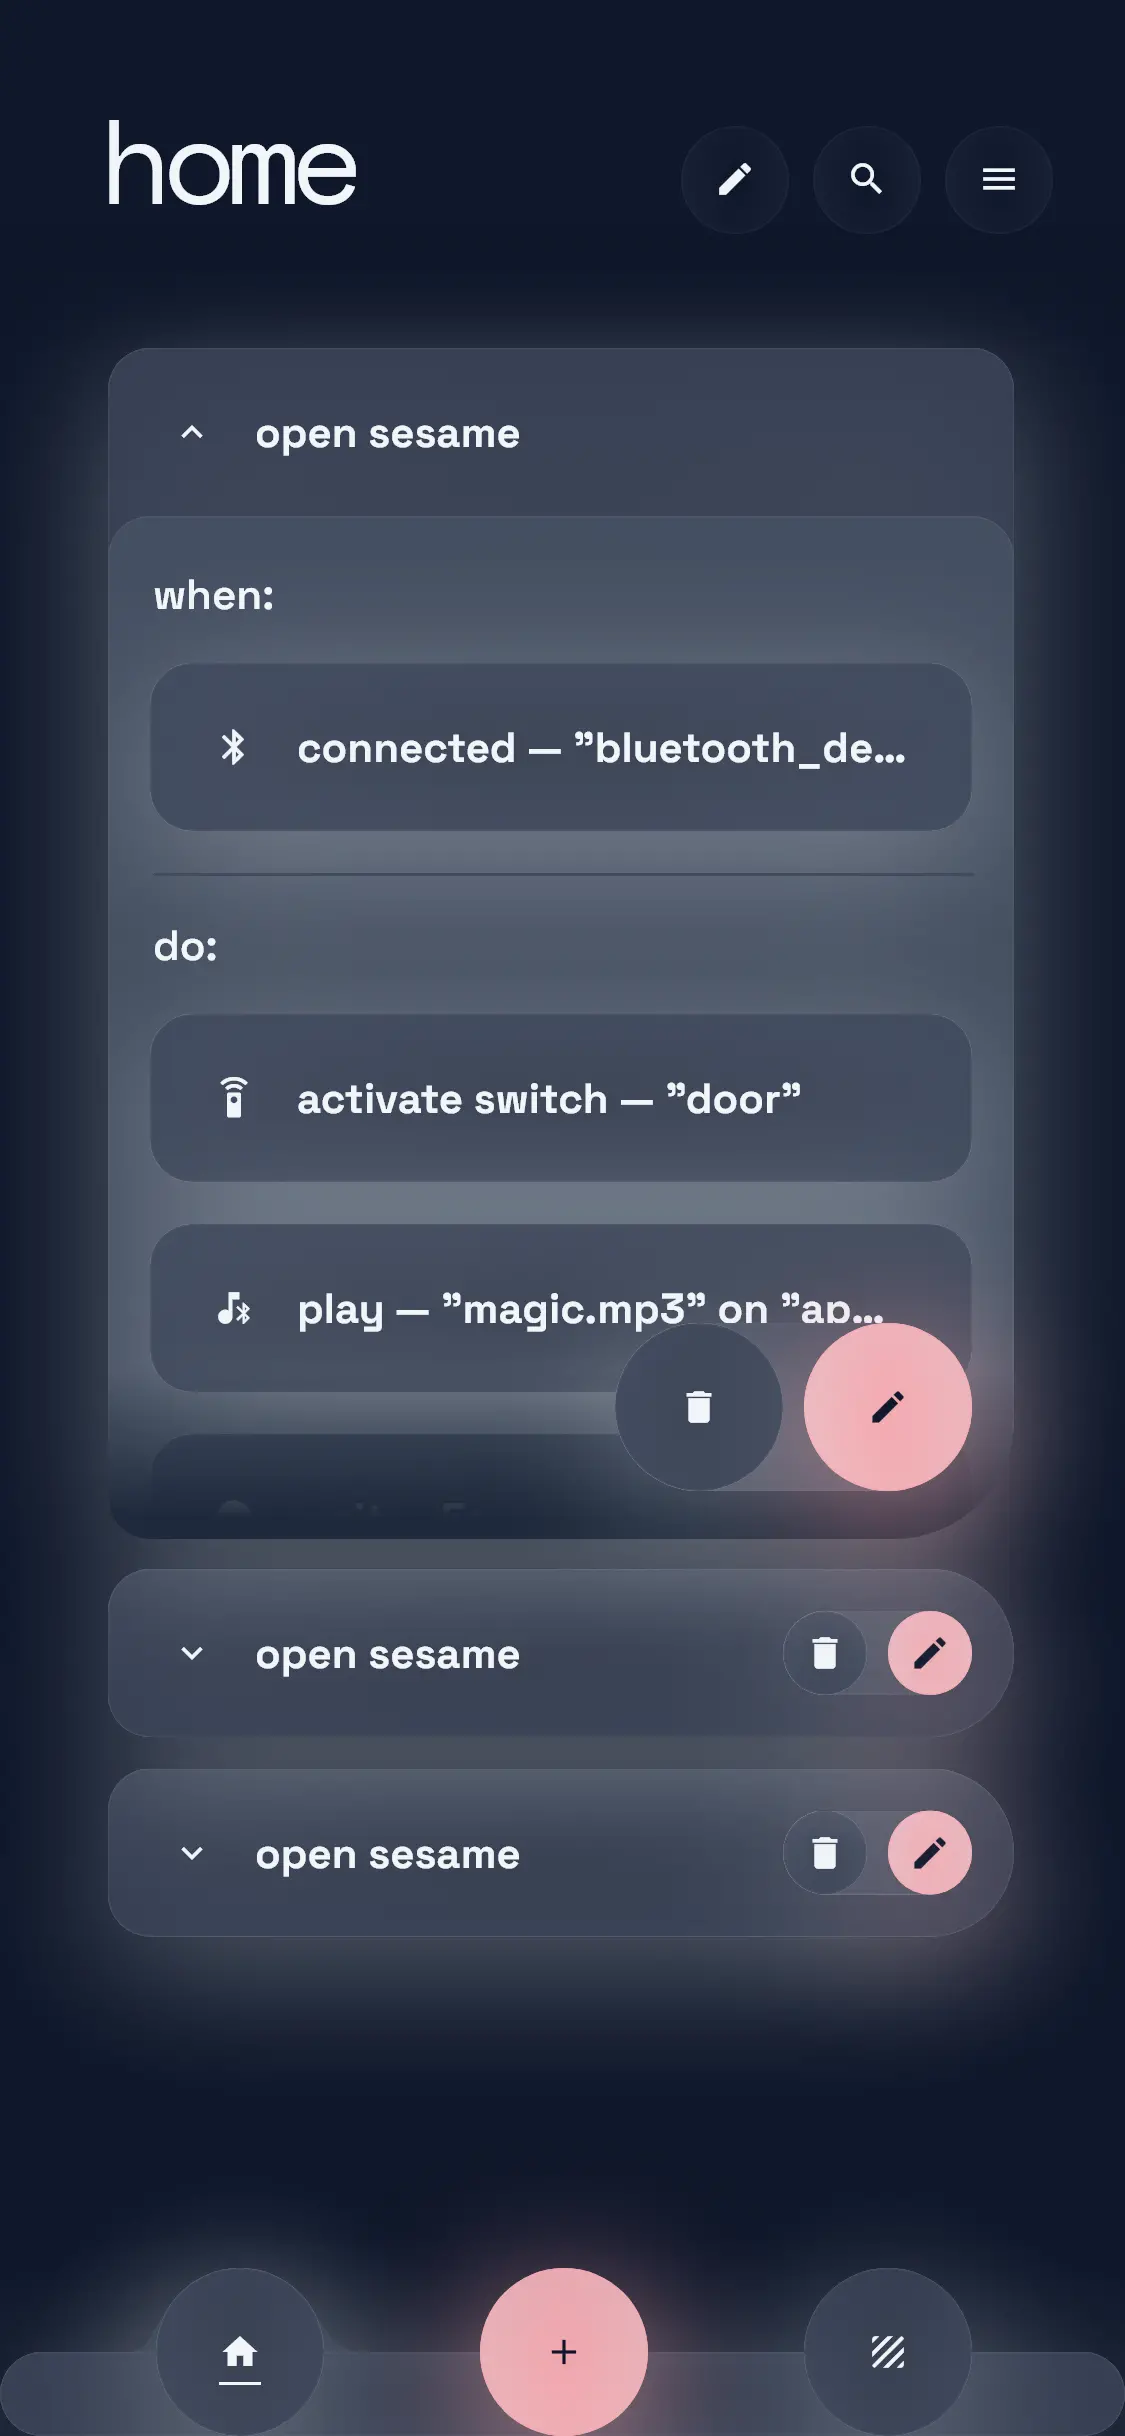 home
open sesame
when:
connected — ”bluetooth_de...
do:
activate switch — ”door”
play — ”magic.mp3” on ”ap...
open sesame
open sesame